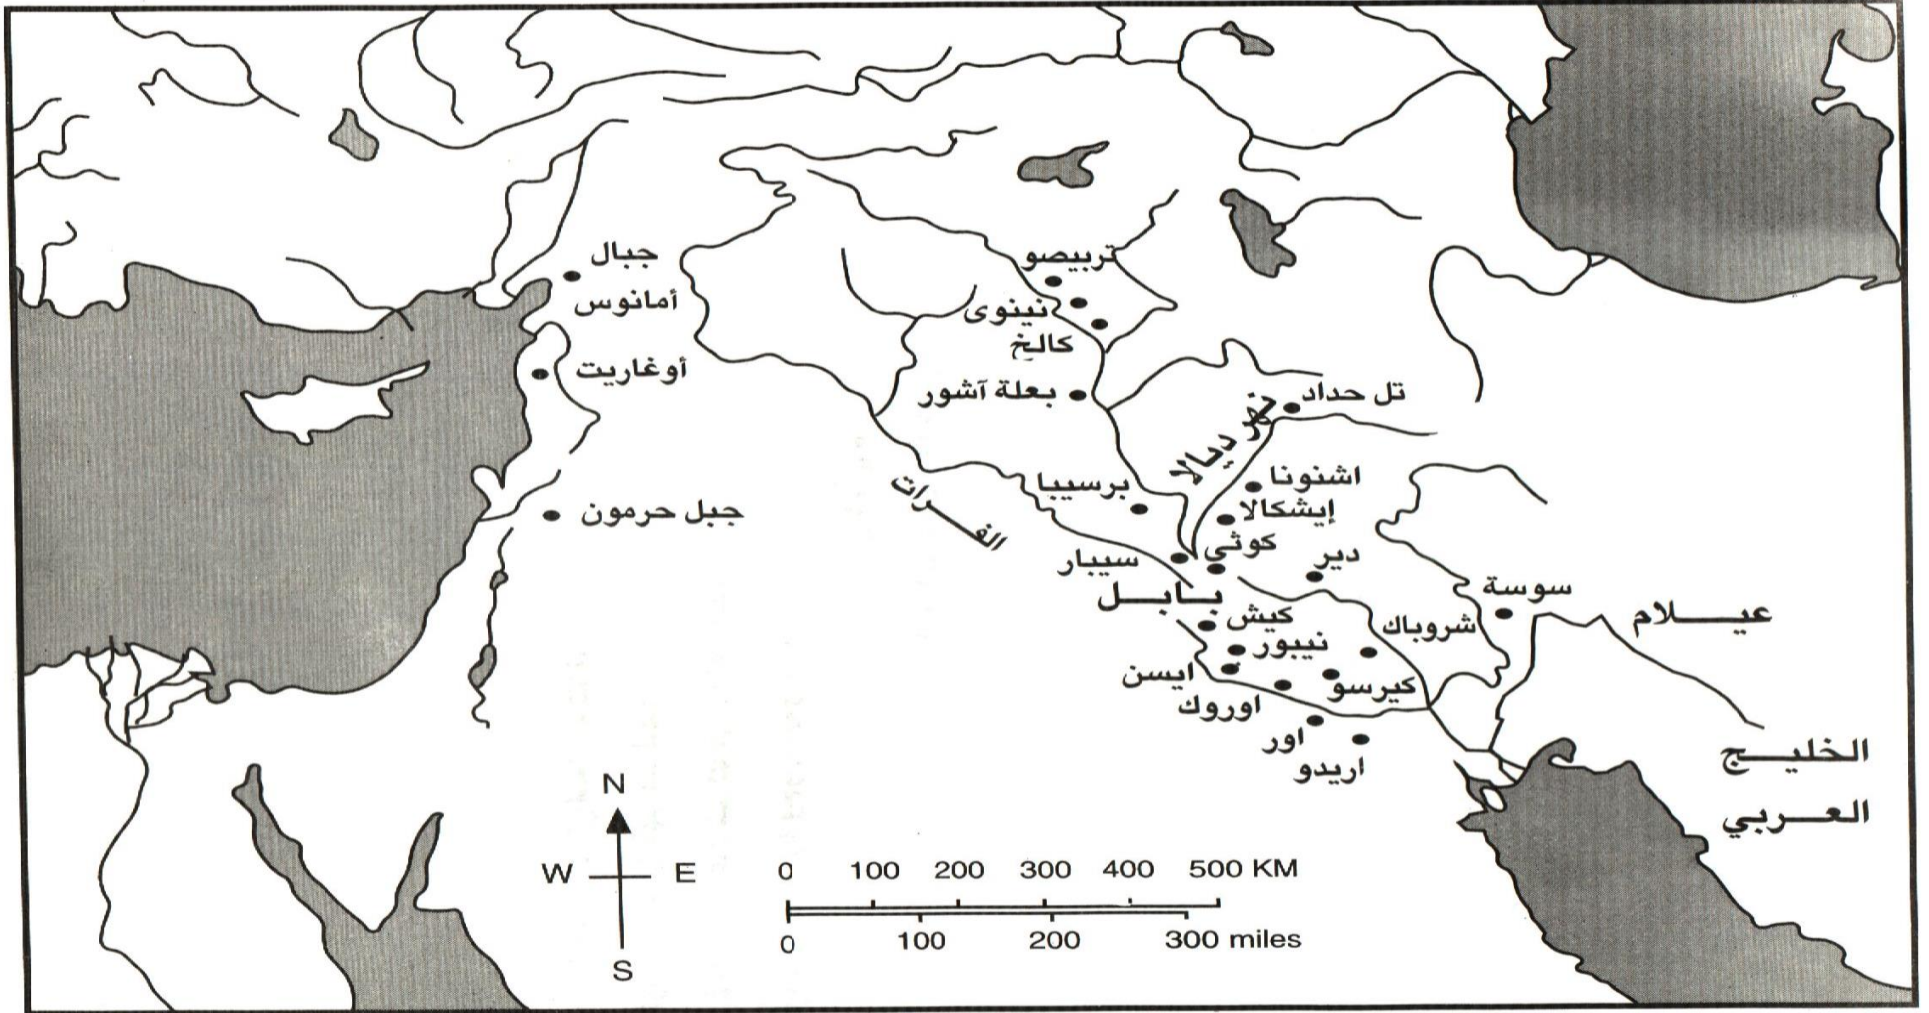 جبال
أمانوس
أوغاريت
جبل حرمون
تربيصو
نينوى
كالخ
بعلة آشور
تل حداد
نهر ديالا
اشنونا
إيشكالا
برسيبا
الفرات
كوثي
دير
سيبار
بابل
سوسة
عيلام
كيش
شروباك
نيبور
ايسن
كيرسو
اوروك
اور
اريدو
الخليج
العربي
N
W E
S
0 100 200 300 400 500 KM
0 100 200 300 miles